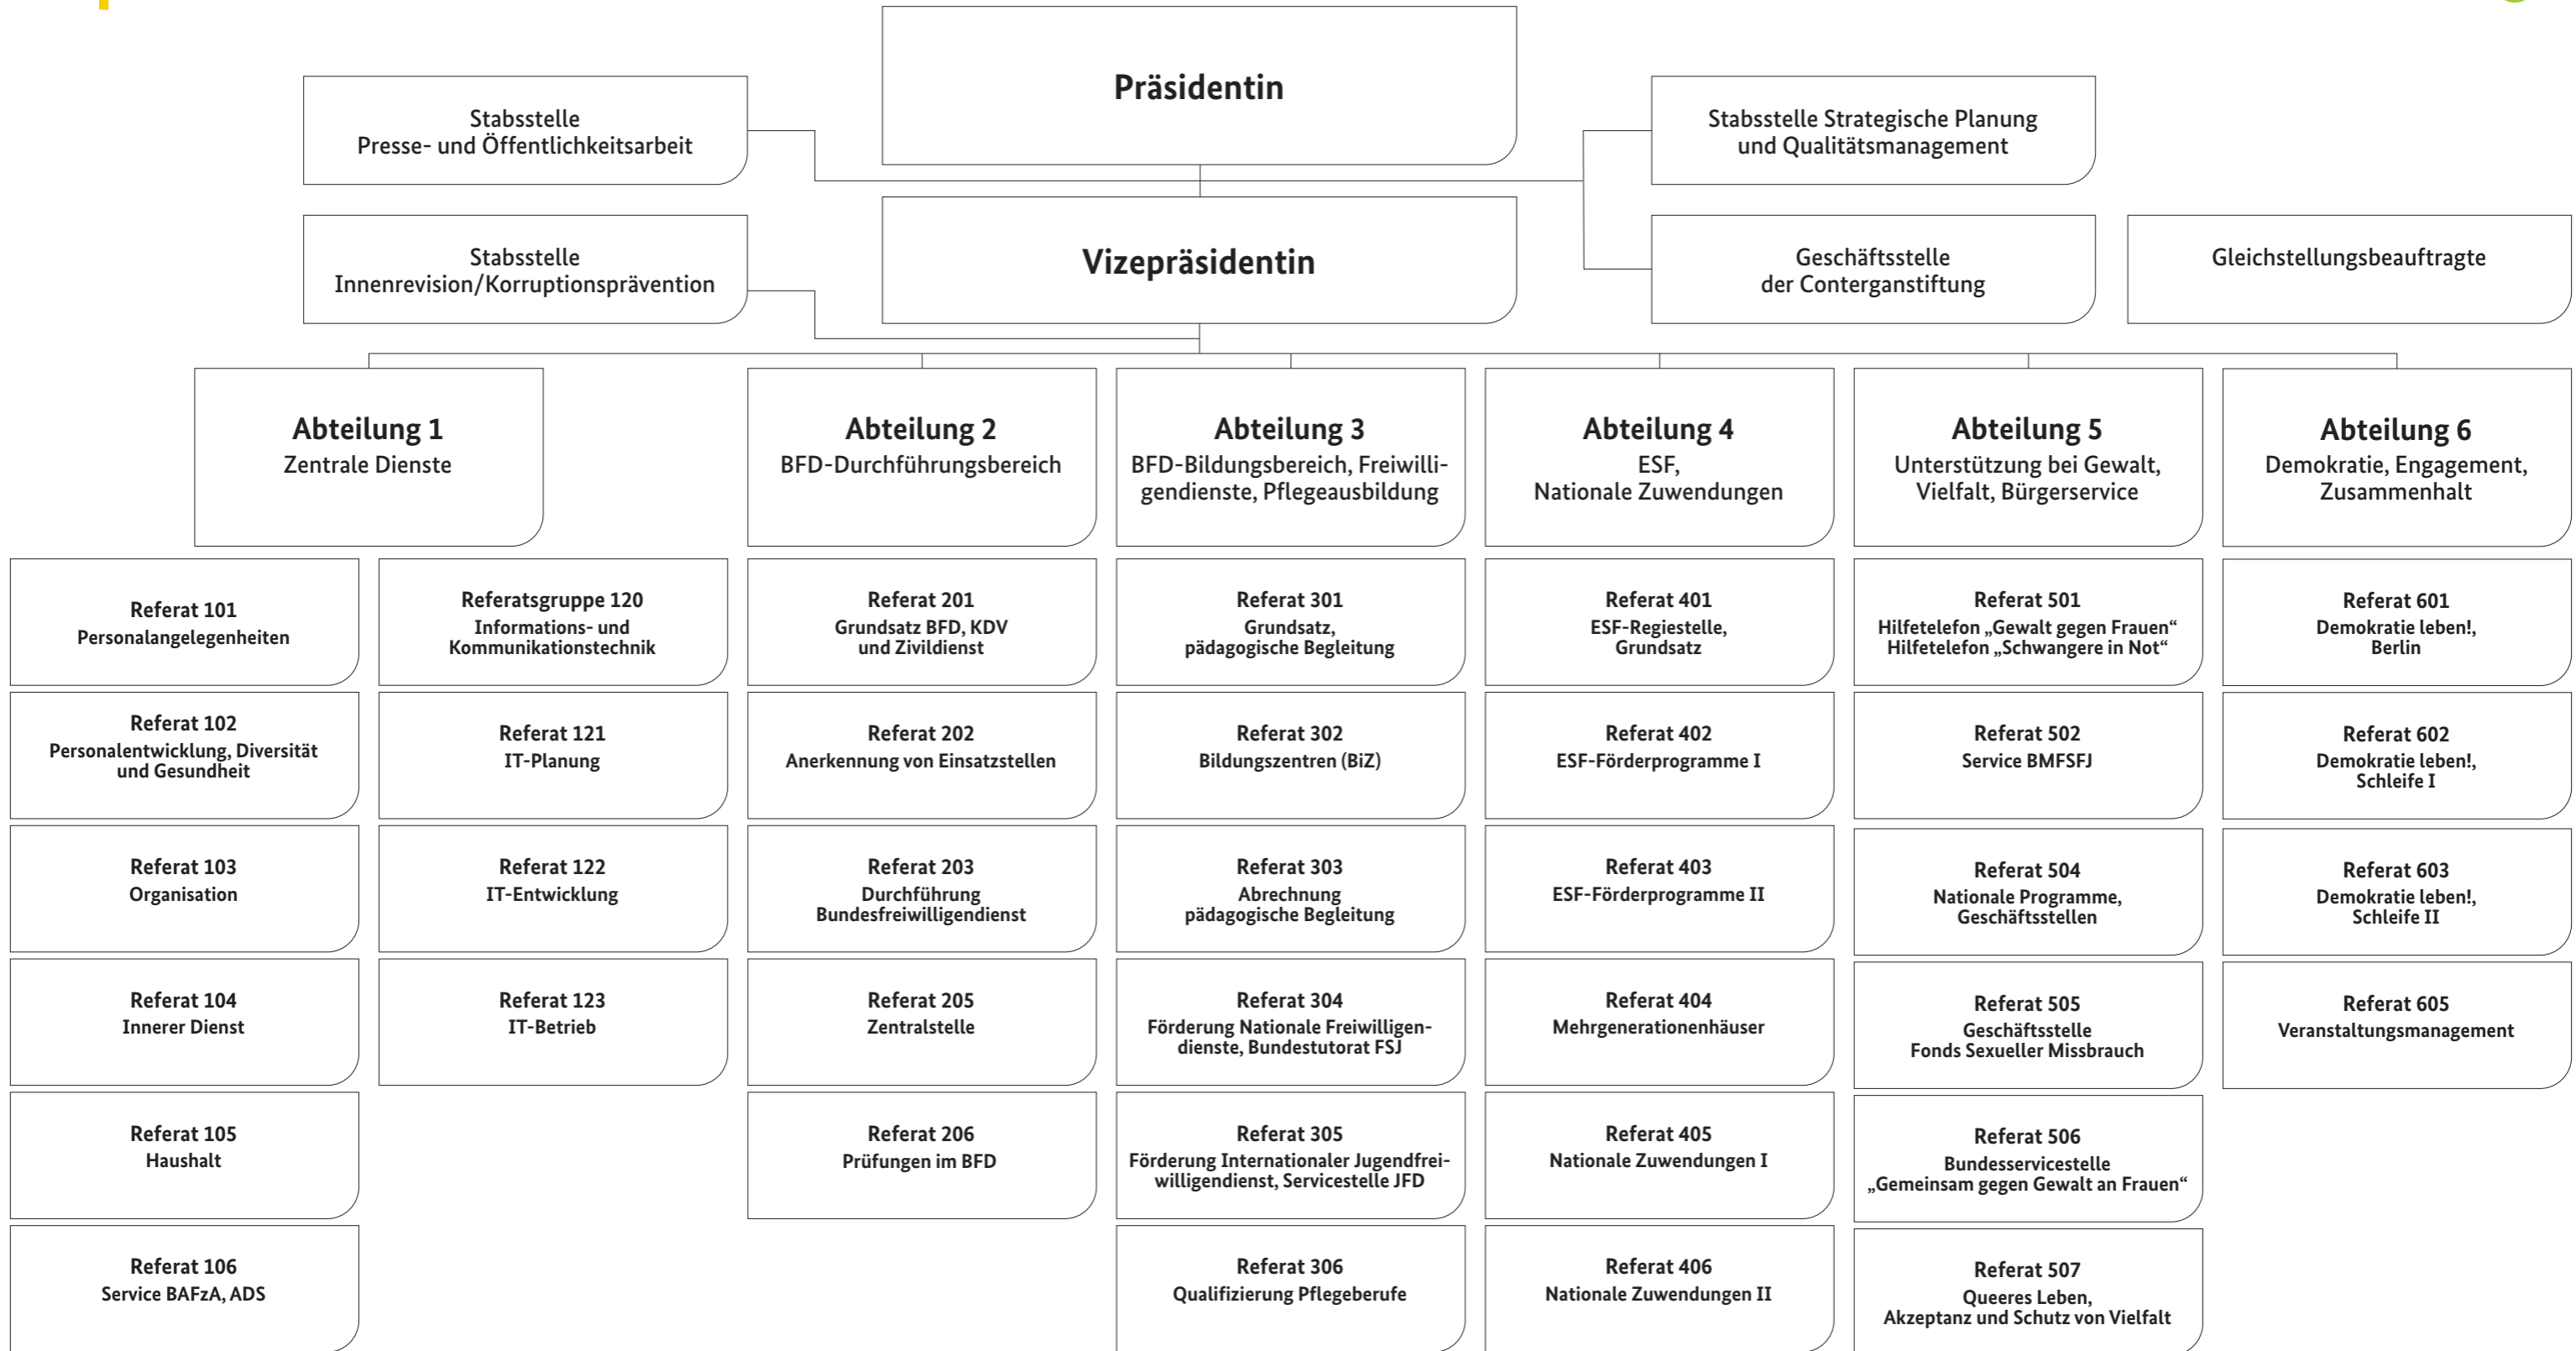 Präsidentin
Stabsstelle
Presse- und Öffentlichkeitsarbeit
Stabsstelle Strategische Planung
und Qualitätsmanagement
Vizepräsidentin
Stabsstelle
Innenrevision/Korruptionsprävention
Geschäftsstelle
der Conterganstiftung
Gleichstellungsbeauftragte
Abteilung 1
Zentrale Dienste
Referat 101
Personalangelegenheiten
Referat 102
Personalentwicklung, Diversität
und Gesundheit
Referat 103
Organisation
Referat 104
Innerer Dienst
Referat 105
Haushalt
Referat 106
Service BAFzA, ADS
Referatsgruppe 120
Informations- und
Kommunikationstechnik
Referat 121
IT-Planung
Referat 122
IT-Entwicklung
Referat 123
IT-Betrieb
Abteilung 2
BFD-Durchführungsbereich
Referat 201
Grundsatz BFD, KDV
und Zivildienst
Referat 202
Anerkennung von Einsatzstellen
Referat 203
Durchführung
Bundesfreiwilligendienst
Referat 205
Zentralstelle
Referat 206
Prüfungen im BFD
Abteilung 3
BFD-Bildungsbereich, Freiwilli-
gendienste, Pflegeausbildung
Referat 301
Grundsatz,
pädagogische Begleitung
Referat 302
Bildungszentren (BiZ)
Referat 303
Abrechnung
pädagogische Begleitung
Referat 304
Förderung Nationale Freiwilligen-
dienste, Bundestutorat FSJ
Referat 305
Förderung Internationaler Jugendfrei-
willigendienst, Servicestelle JFD
Referat 306
Qualifizierung Pflegeberufe
Abteilung 4
ESF,
Nationale Zuwendungen
Referat 401
ESF-Regiestelle,
Grundsatz
Referat 402
ESF-Förderprogramme I
Referat 403
ESF-Förderprogramme II
Referat 404
Mehrgenerationenhäuser
Referat 405
Nationale Zuwendungen I
Referat 406
Nationale Zuwendungen II
Abteilung 5
Unterstützung bei Gewalt,
Vielfalt, Bürgerservice
Referat 501
Hilfetelefon „Gewalt gegen Frauen“
Hilfetelefon „Schwangere in Not“
Referat 502
Service BMFSFJ
Referat 504
Nationale Programme,
Geschäftsstellen
Referat 505
Geschäftsstelle
Fonds Sexueller Missbrauch
Referat 506
Bundesservicestelle
„Gemeinsam gegen Gewalt an Frauen“
Referat 507
Queeres Leben,
Akzeptanz und Schutz von Vielfalt
Abteilung 6
Demokratie, Engagement,
Zusammenhalt
Referat 601
Demokratie leben!,
Berlin
Referat 602
Demokratie leben!,
Schleife I
Referat 603
Demokratie leben!,
Schleife II
Referat 605
Veranstaltungsmanagement